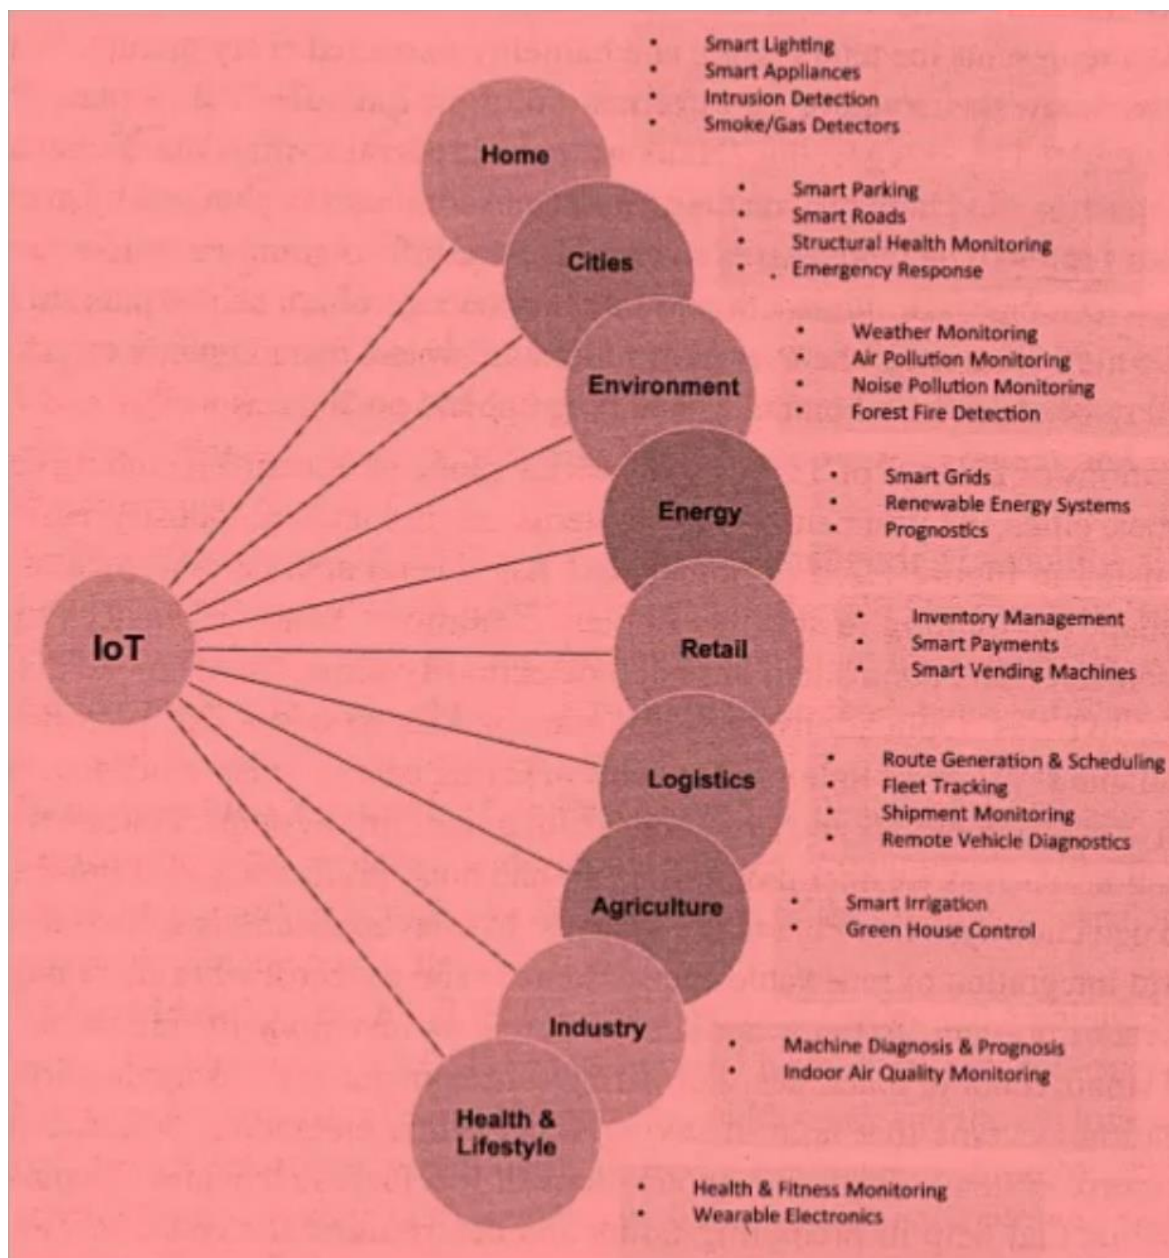 Smart Lighting
Smart Appliances
Intrusion Detection
Smoke/Gas Detectors
Home
Smart Parking
Smart Roads
Structural Health Monitoring
Emergency Response
Cities
Weather Monitoring
Air Pollution Monitoring
Noise Pollution Monitoring
Forest Fire Detection
Environment
Smart Grids
Renewable Energy Systems
Prognostics
Energy
IoT
Inventory Management
Smart Payments
Smart Vending Machines
Retail
Route Generation & Scheduling
Fleet Tracking
Shipment Monitoring
Remote Vehicle Diagnostics
Logistics
Smart Irrigation
Green House Control
Agriculture
Industry
Machine Diagnosis & Prognosis
Indoor Air Quality Monitoring
Health &
Lifestyle
Health & Fitness Monitoring
Wearable Electronics